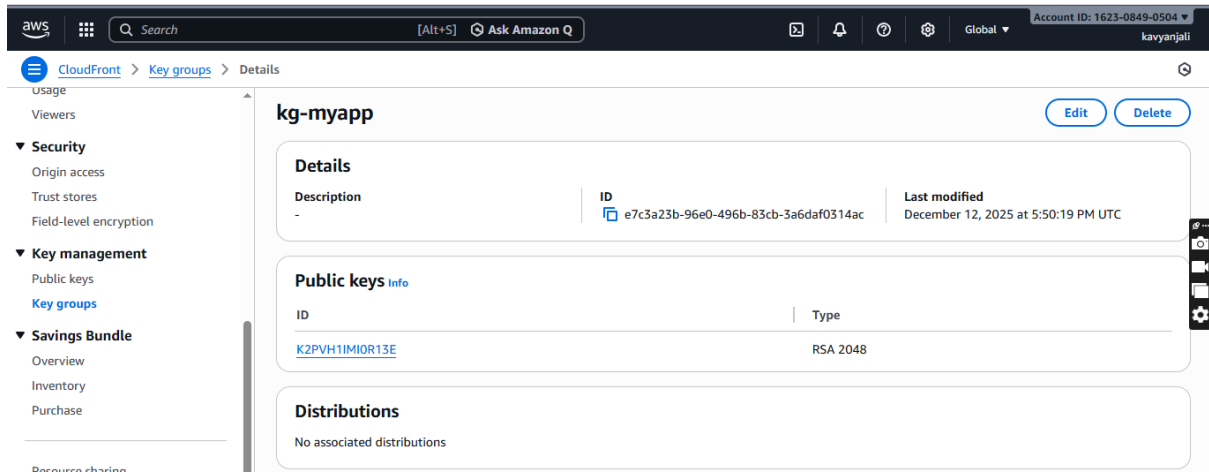 aws Search [Alt+S] Ask Amazon Q Global ▼ Account ID: 1623-0849-0504 ▼
kavyanjali
CloudFront > Key groups > Details
Usage
Viewers
▼ Security
Origin access
Trust stores
Field-level encryption
▼ Key management
Public keys
Key groups
▼ Savings Bundle
Overview
Inventory
Purchase
Resource sharing
kg-myapp Edit Delete
Details
Description ID Last modified
- e7c3a23b-96e0-496b-83cb-3a6daf0314ac December 12, 2025 at 5:50:19 PM UTC
Public keys Info
ID Type
K2PVH1IMI0R13E RSA 2048
Distributions
No associated distributions